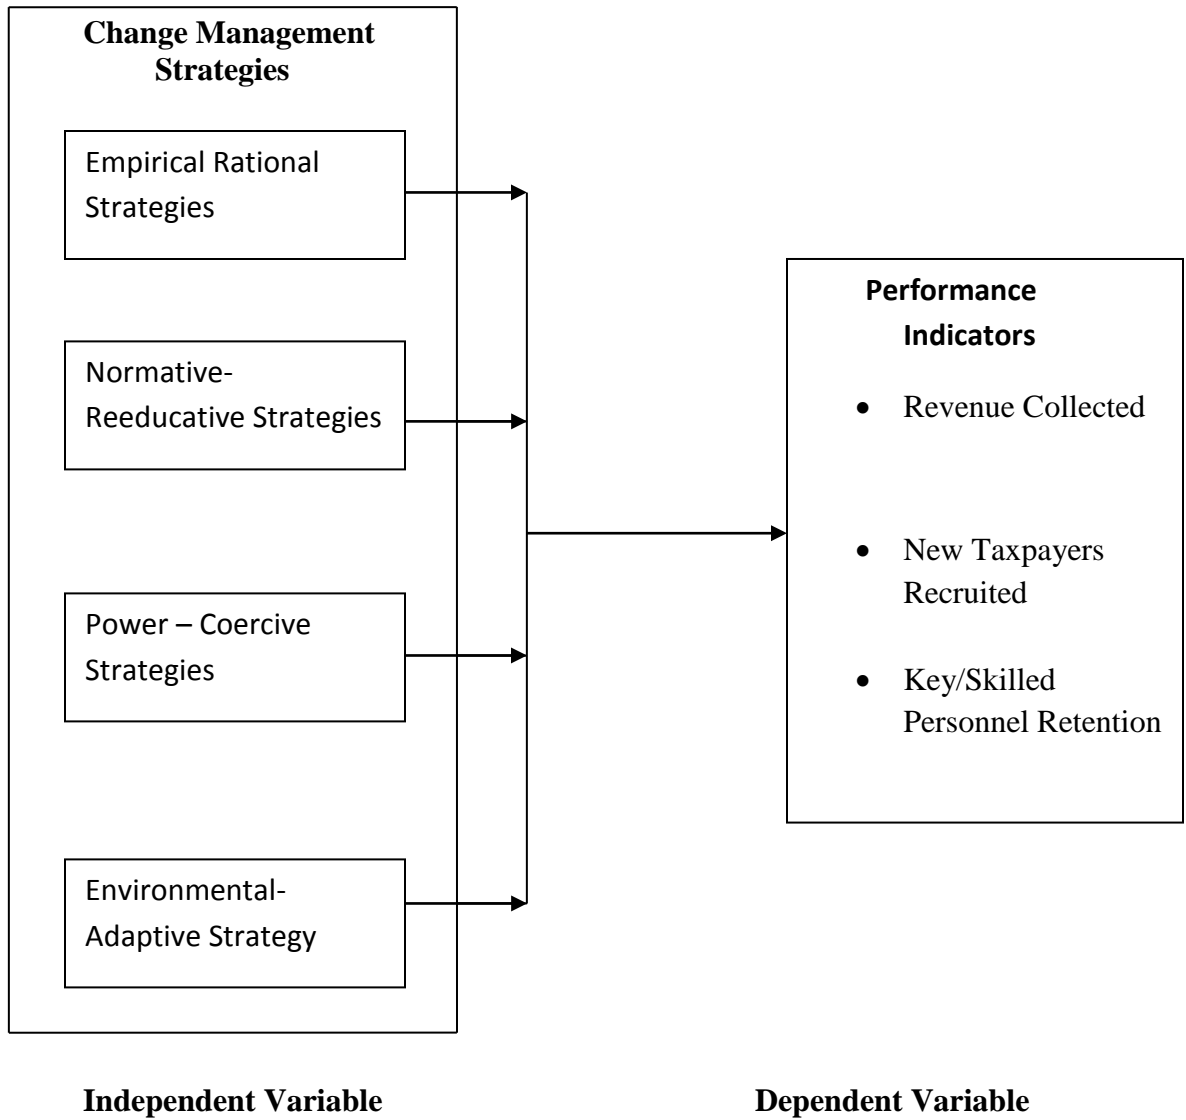 Change Management
Strategies
Empirical Rational
Strategies
Normative-
Reeducative Strategies
Power – Coercive
Strategies
Environmental-
Adaptive Strategy
Performance
Indicators
• Revenue Collected
• New Taxpayers
Recruited
• Key/Skilled
Personnel Retention
Independent Variable
Dependent Variable